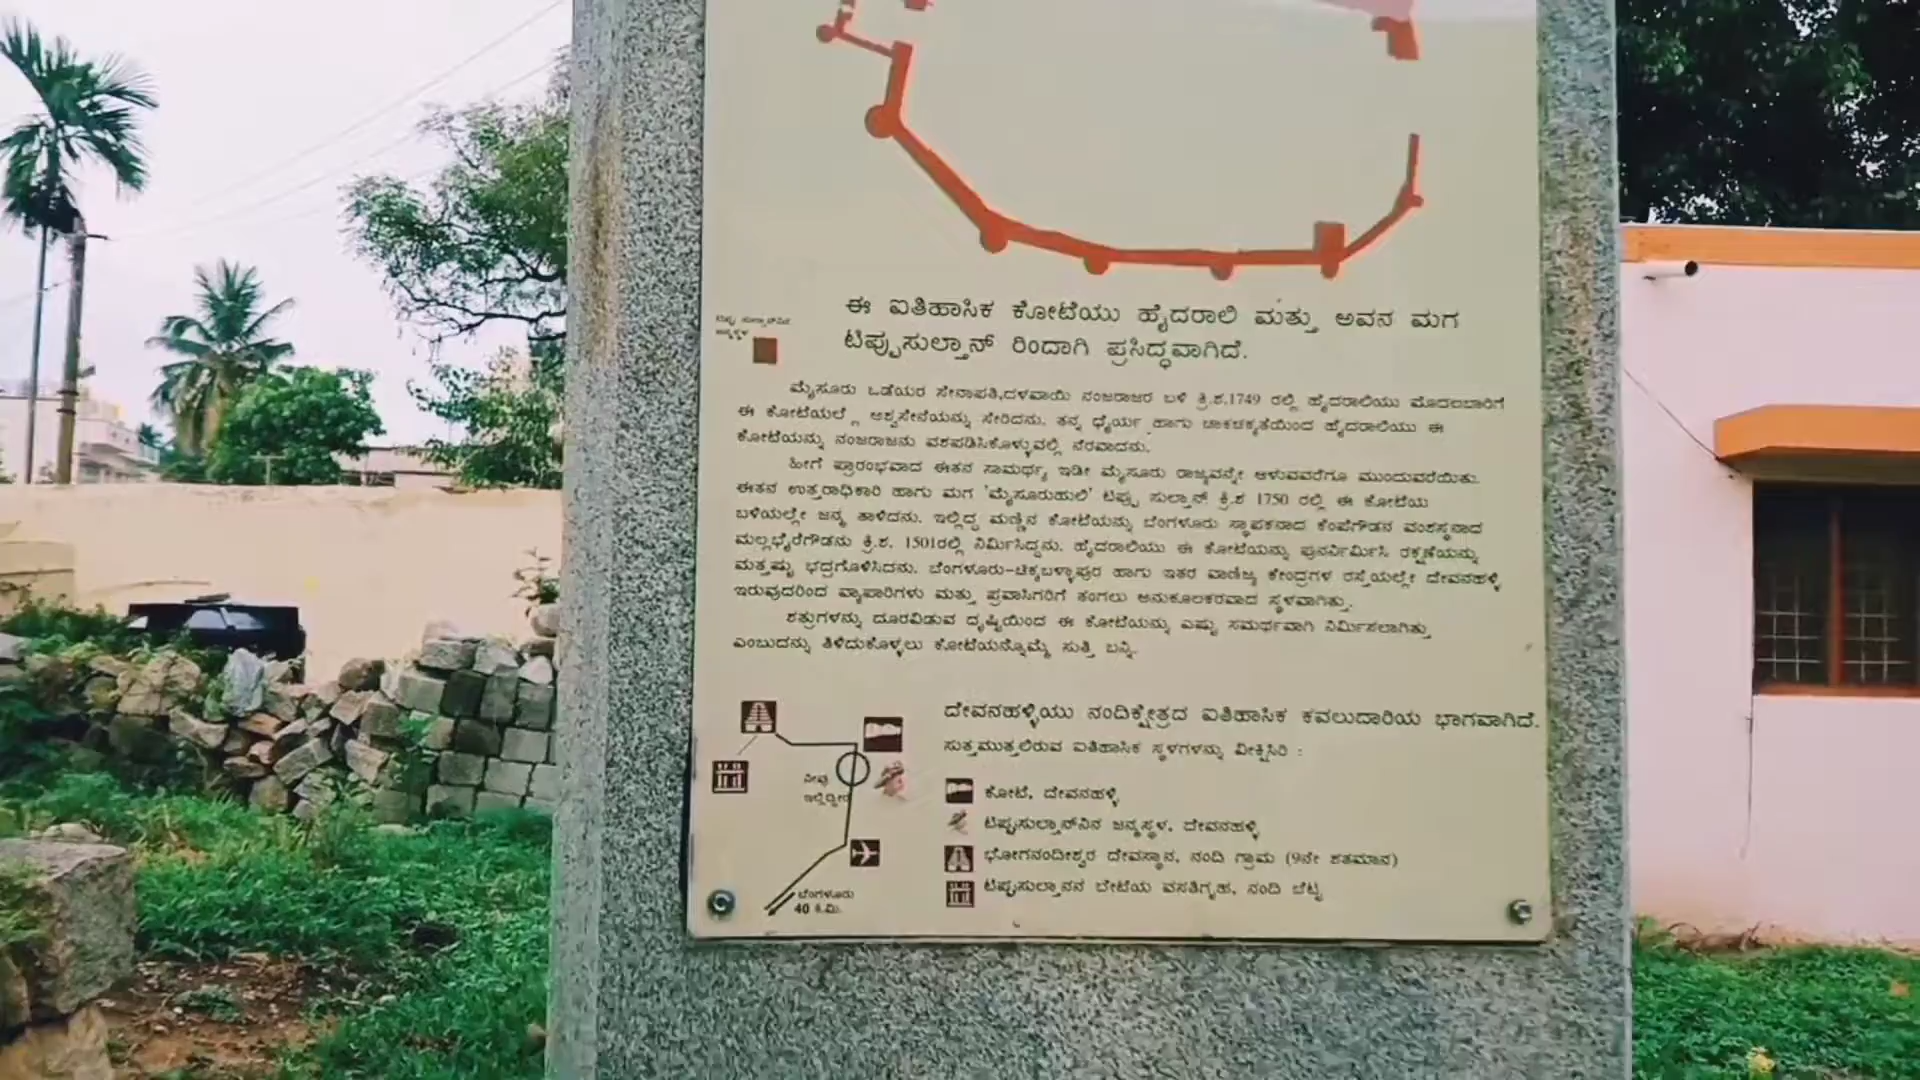 ಟಿಪ್ಪು ಸುಲ್ತಾನ್‌ನಿನ
ಜನ್ಮಸ್ಥಳ
ಈ ಐತಿಹಾಸಿಕ ಕೋಟೆಯು ಹೈದರಾಲಿ ಮತ್ತು ಅವನ ಮಗ
ಟಿಪ್ಪುಸುಲ್ತಾನ್ ರಿಂದಾಗಿ ಪ್ರಸಿದ್ಧವಾಗಿದೆ.
ಮೈಸೂರು ಒಡೆಯರ ಸೇನಾಪತಿ,ದಳವಾಯಿ ನಂಜರಾಜರ ಬಳಿ ಕ್ರಿ.ಶ.1749 ರಲ್ಲಿ ಹೈದರಾಲಿಯು ಮೊದಲಬಾರಿಗೆ
ಈ ಕೋಟೆಯಲ್ಲೆ ಅಶ್ವಸೇನೆಯನ್ನು ಸೇರಿದನು. ತನ್ನ ಧೈರ್ಯ ಹಾಗು ಚಾಕಚಕ್ಯತೆಯಿಂದ ಹೈದರಾಲಿಯು ಈ
ಕೋಟೆಯನ್ನು ನಂಜರಾಜನು ವಶಪಡಿಸಿಕೊಳ್ಳುವಲ್ಲಿ ನೆರವಾದನು.
ಹೀಗೆ ಪ್ರಾರಂಭವಾದ ಈತನ ಸಾಮರ್ಥ್ಯ ಇಡೀ ಮೈಸೂರು ರಾಜ್ಯವನ್ನೇ ಆಳುವವರೆಗೂ ಮುಂದುವರೆಯಿತು.
ಈತನ ಉತ್ತರಾಧಿಕಾರಿ ಹಾಗು ಮಗ 'ಮೈಸೂರುಹುಲಿ' ಟಿಪ್ಪು ಸುಲ್ತಾನ್ ಕ್ರಿ.ಶ 1750 ರಲ್ಲಿ ಈ ಕೋಟೆಯ
ಬಳಿಯಲ್ಲೇ ಜನ್ಮ ತಾಳಿದನು. ಇಲ್ಲಿದ್ದ ಮಣ್ಣಿನ ಕೋಟೆಯನ್ನು ಬೆಂಗಳೂರು ಸ್ಥಾಪಕನಾದ ಕೆಂಪೆಗೌಡನ ವಂಶಸ್ಥನಾದ
ಮಲ್ಲಭೈರೆಗೌಡನು ಕ್ರಿ.ಶ. 1501ರಲ್ಲಿ ನಿರ್ಮಿಸಿದ್ದನು. ಹೈದರಾಲಿಯು ಈ ಕೋಟೆಯನ್ನು ಪುನರ್ನಿರ್ಮಿಸಿ ರಕ್ಷಣೆಯನ್ನು
ಮತ್ತಷ್ಟು ಭದ್ರಗೊಳಿಸಿದನು. ಬೆಂಗಳೂರು-ಚಿಕ್ಕಬಳ್ಳಾಪುರ ಹಾಗು ಇತರ ವಾಣಿಜ್ಯ ಕೇಂದ್ರಗಳ ರಸ್ತೆಯಲ್ಲೇ ದೇವನಹಳ್ಳಿ
ಇರುವುದರಿಂದ ವ್ಯಾಪಾರಿಗಳು ಮತ್ತು ಪ್ರವಾಸಿಗರಿಗೆ ತಂಗಲು ಅನುಕೂಲಕರವಾದ ಸ್ಥಳವಾಗಿತ್ತು.
ಶತ್ರುಗಳನ್ನು ದೂರವಿಡುವ ದೃಷ್ಟಿಯಿಂದ ಈ ಕೋಟೆಯನ್ನು ಎಷ್ಟು ಸಮರ್ಥವಾಗಿ ನಿರ್ಮಿಸಲಾಗಿತ್ತು
ಎಂಬುದನ್ನು ತಿಳಿದುಕೊಳ್ಳಲು ಕೋಟೆಯನ್ನೊಮ್ಮೆ ಸುತ್ತಿ ಬನ್ನಿ.
ದೇವನಹಳ್ಳಿಯು ನಂದಿಕ್ಷೇತ್ರದ ಐತಿಹಾಸಿಕ ಕವಲುದಾರಿಯ ಭಾಗವಾಗಿದೆ.
ಸುತ್ತಮುತ್ತಲಿರುವ ಐತಿಹಾಸಿಕ ಸ್ಥಳಗಳನ್ನು ವೀಕ್ಷಿಸಿರಿ :
ನೀವು
ಇಲ್ಲಿದ್ದೀರ
ಕೋಟೆ, ದೇವನಹಳ್ಳಿ
ಟಿಪ್ಪುಸುಲ್ತಾನ್‌ನಿನ ಜನ್ಮಸ್ಥಳ, ದೇವನಹಳ್ಳಿ
ಭೋಗನಂದೀಶ್ವರ ದೇವಸ್ಥಾನ, ನಂದಿ ಗ್ರಾಮ (9ನೇ ಶತಮಾನ)
ಟಿಪ್ಪುಸುಲ್ತಾನನ ಬೇಟೆಯ ವಸತಿಗೃಹ, ನಂದಿ ಬೆಟ್ಟ
ಬೆಂಗಳೂರು
40 ಕಿ.ಮಿ.